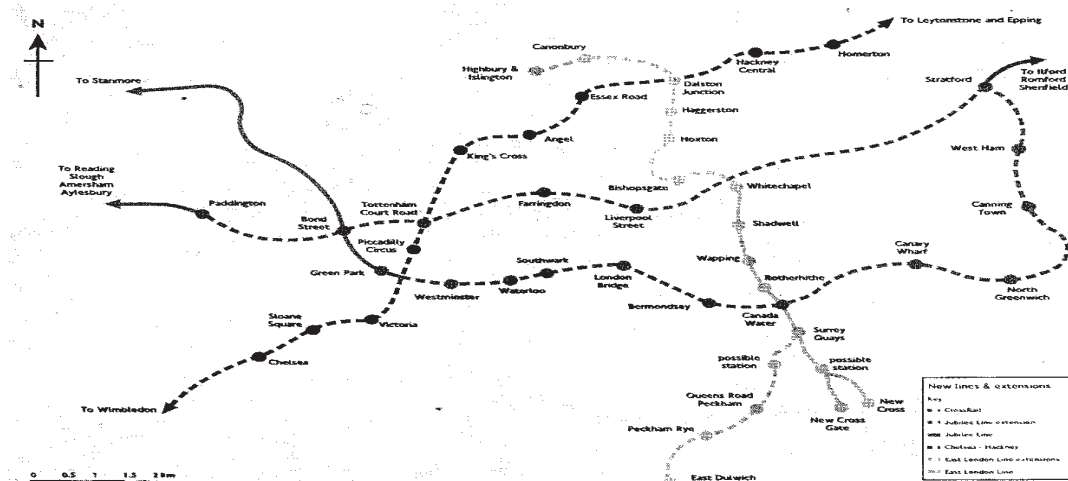 N
To Leytonstone and Epping
Canonbury
Homerton
Highbury &
Islington
Hackney
Central
To Stanmore
Dalston
Junction
Stratford
To Ilford
Romford
Shenfield
Essex Road
Haggerston
Angel
Hoxton
King's Cross
West Ham
To Reading
Slough
Amersham
Aylesbury
Bishopsgate
Whitechapel
Paddington
Tottenham
Court Road
Farringdon
Liverpool
Street
Canning
Town
Bond
Street
Shadwell
Piccadilly
Circus
Canary
Wharf
Green Park
Southwark
Wapping
London
Bridge
Rotherhithe
Westminster
Waterloo
North
Greenwich
Bermondsey
Canada
Water
Sloane
Square
Victoria
Surrey
Quays
Chelsea
possible
station
possible
station
New lines & extensions
Key
CrossRail
Jubilee Line extension
Jubilee Line
Chelsea - Hackney
East London Line extensions
East London Line
To Wimbledon
Queens Road
Peckham
New
Cross
New Cross
Gate
Peckham Rye
East Dulwich
0 0.5 1 1.5 2 km